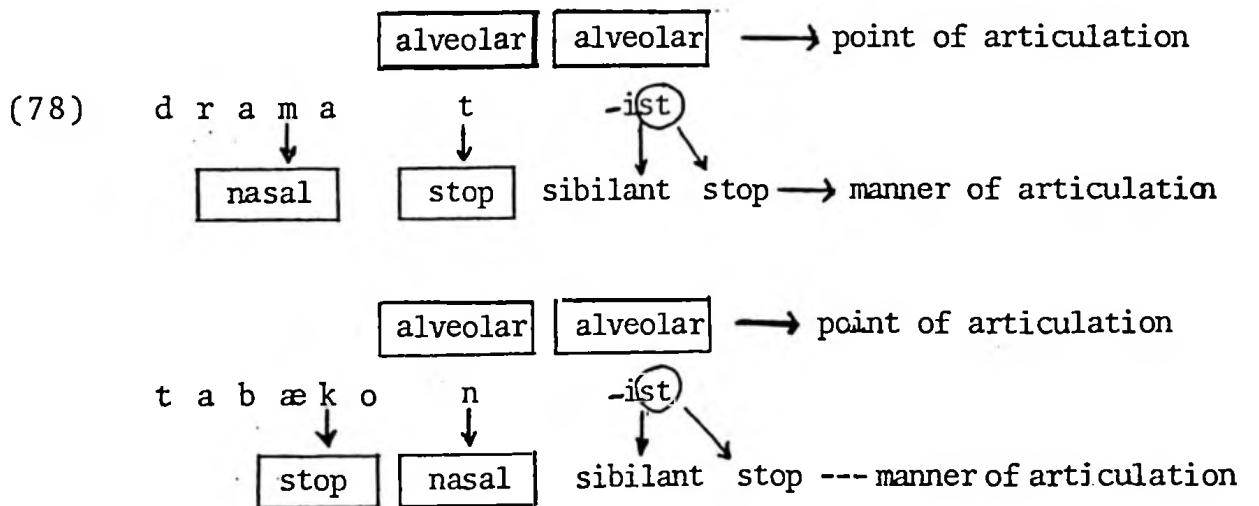 alveolar alveolar → point of articulation
(78) d r a m a t -ist
nasal stop sibilant stop → manner of articulation
alveolar alveolar → point of articulation
t a b æ k o n -ist
stop nasal sibilant stop --- manner of articulation